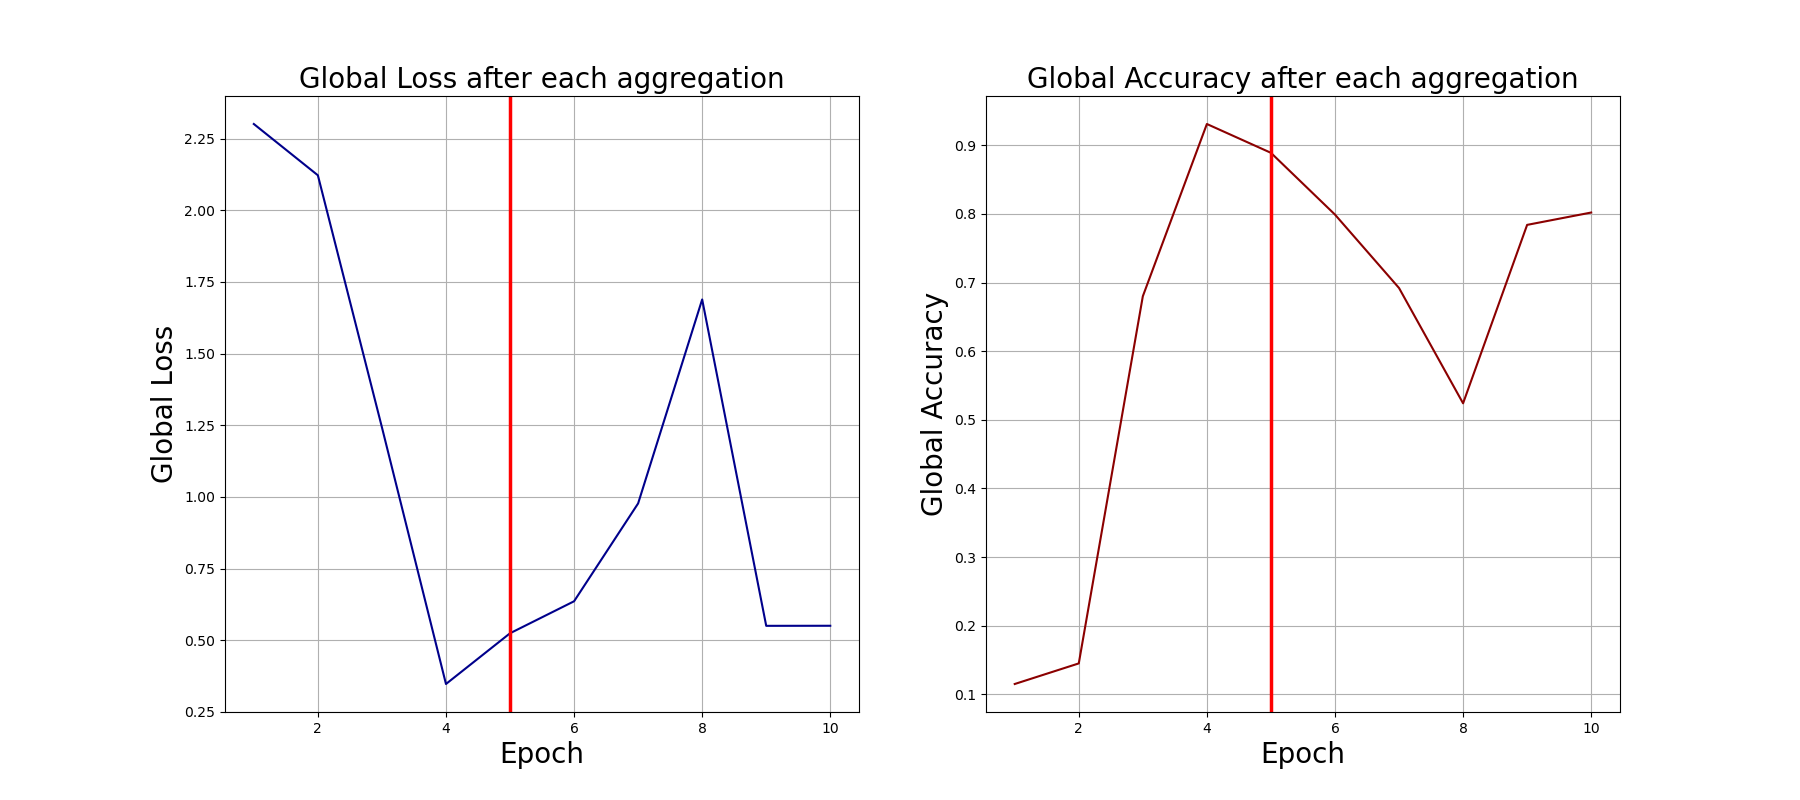 Global Loss after each aggregation
2.25
2.00
1.75
1.50
1.25
1.00
0.75
0.50
0.25
Global Loss
2 4 6 8 10
Epoch
Global Accuracy after each aggregation
0.9
0.8
0.7
0.6
0.5
0.4
0.3
0.2
0.1
Global Accuracy
2 4 6 8 10
Epoch